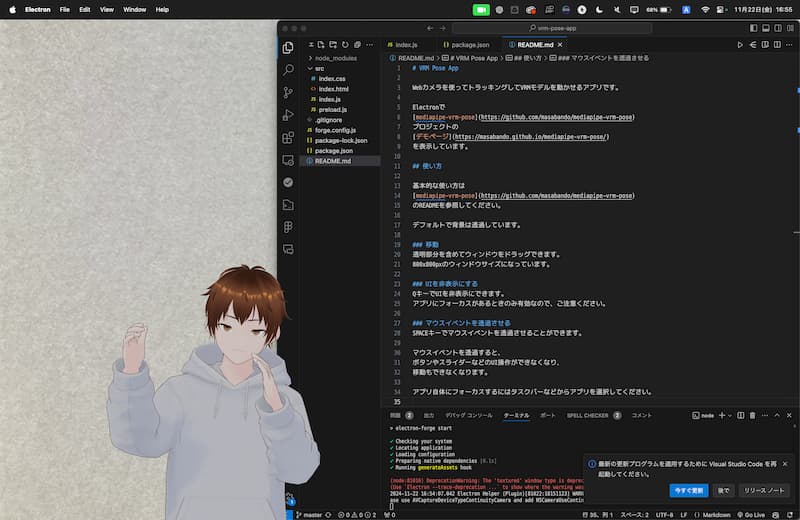 Electron File Edit View Window Help
68% 11月22日(金) 16:55
vrm-pose-app
index.js package.json README.md
README.md > # VRM Pose App > ## 使い方 > ### マウスイベントを透過させる
node_modules
src
index.css
index.html
index.js
preload.js
.gitignore
forge.config.js
package-lock.json
package.json
README.md
1 # VRM Pose App
2
3 Webカメラを使ってトラッキングしてVRMモデルを動かせるアプリです。
4
5 Electronで
6 [mediapipe-vrm-pose](https://github.com/masabando/mediapipe-vrm-pose)
7 プロジェクトの
8 [デモページ](https://masabando.github.io/mediapipe-vrm-pose/)
9 を表示しています。
10
11 ## 使い方
12
13 基本的な使い方は
14 [mediapipe-vrm-pose](https://github.com/masabando/mediapipe-vrm-pose)
15 のREADMEを参照してください。
16
17 デフォルトで背景は透過しています。
18
19 ### 移動
20 透明部分を含めてウィンドウをドラッグできます。
21 800x800pxのウィンドウサイズになっています。
22
23 ### UIを非表示にする
24 QキーでUIを非表示にできます。
25 アプリにフォーカスがあるときのみ有効なので、ご注意ください。
26
27 ### マウスイベントを透過させる
28 SPACEキーでマウスイベントを透過させることができます。
29
30 マウスイベントを透過すると、
31 ボタンやスライダーなどのUI操作ができなくなり、
32 移動もできなくなります。
33
34 アプリ自体にフォーカスするにはタスクバーなどからアプリを選択してください。
35
問題 2 出力 デバッグ コンソール ターミナル ポート SPELL CHECKER 2 コメント node
> electron-forge start
✔ Checking your system
✔ Locating application
✔ Loading configuration
✔ Preparing native dependencies [0.1s]
✔ Running generateAssets hook
(node:81018) DeprecationWarning: The 'textured' window type is depre
(Use `Electron --trace-deprecation ...` to show where the warning was
2024-11-22 16:54:07.042 Electron Helper (Plugin)[81022:10151123] WARN
use use AVCaptureDeviceTypeContinuityCamera and add NSCameraUseContin
最新の更新プログラムを適用するために Visual Studio Code を再起動してください。
今すぐ更新 後で リリース ノート
master 0 0 2 0 行 35、列 1 スペース: 2 UTF-8 LF Markdown Go Live